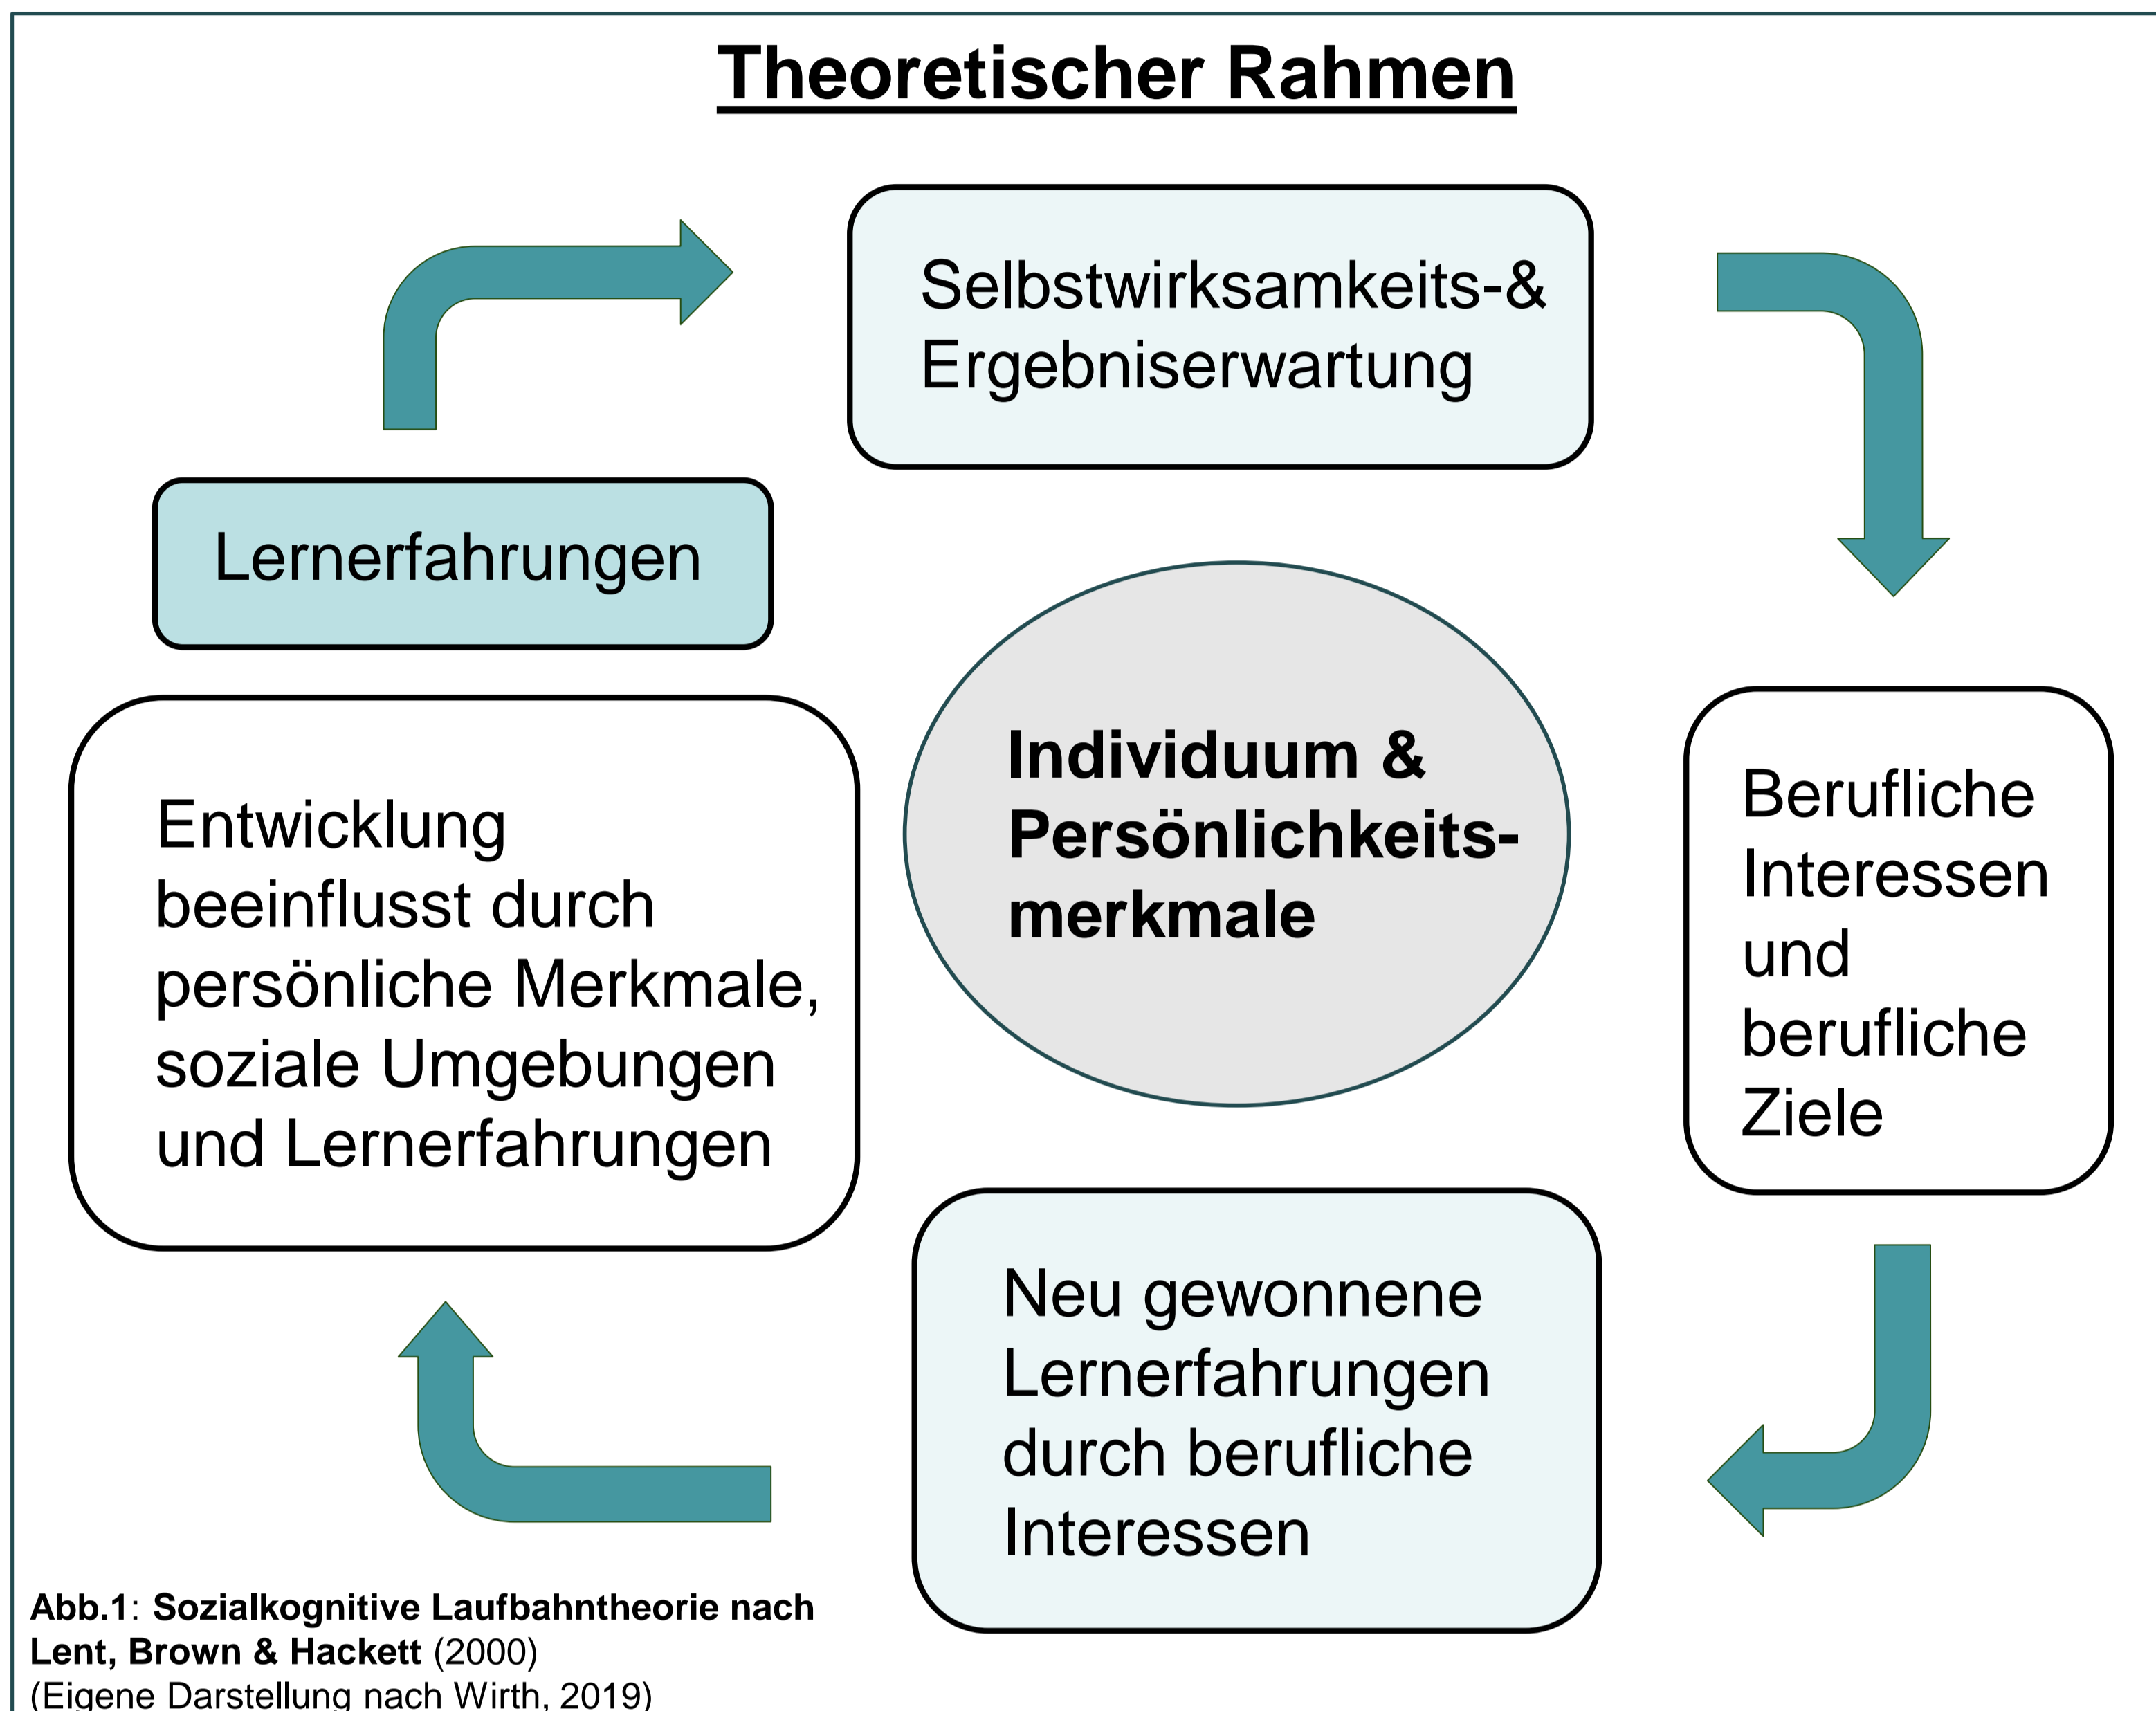 Theoretischer Rahmen
Selbstwirksamkeits-&
Ergebniserwartung
Lernerfahrungen
Entwicklung
beeinflusst durch
persönliche Merkmale,
soziale Umgebungen
und Lernerfahrungen
Individuum &
Persönlichkeits-
merkmale
Berufliche
Interessen
und
berufliche
Ziele
Neu gewonnene
Lernerfahrungen
durch berufliche
Interessen
Abb.1: Sozialkognitive Laufbahntheorie nach
Lent, Brown & Hackett (2000)
(Eigene Darstellung nach Wirth, 2019)